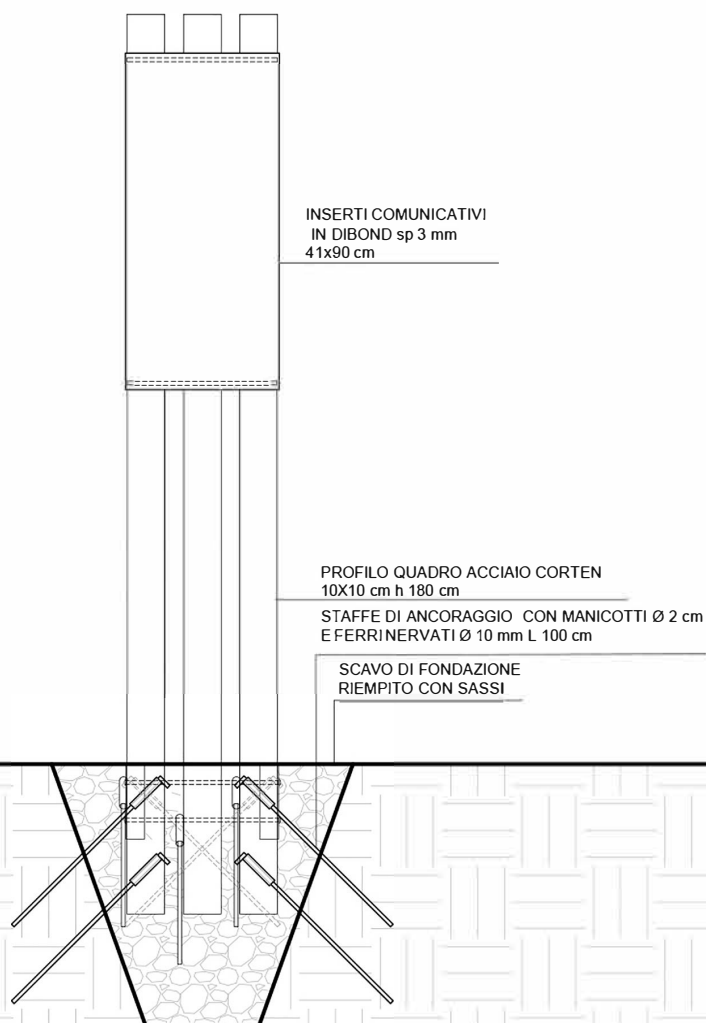 INSERTI COMUNICATIVI
IN DIBOND sp 3 mm
41x90 cm
PROFILO QUADRO ACCIAIO CORTEN
10X10 cm h 180 cm
STAFFE DI ANCORAGGIO CON MANICOTTI Ø 2 cm
E FERRI NERVATI Ø 10 mm L 100 cm
SCAVO DI FONDAZIONE
RIEMPITO CON SASSI